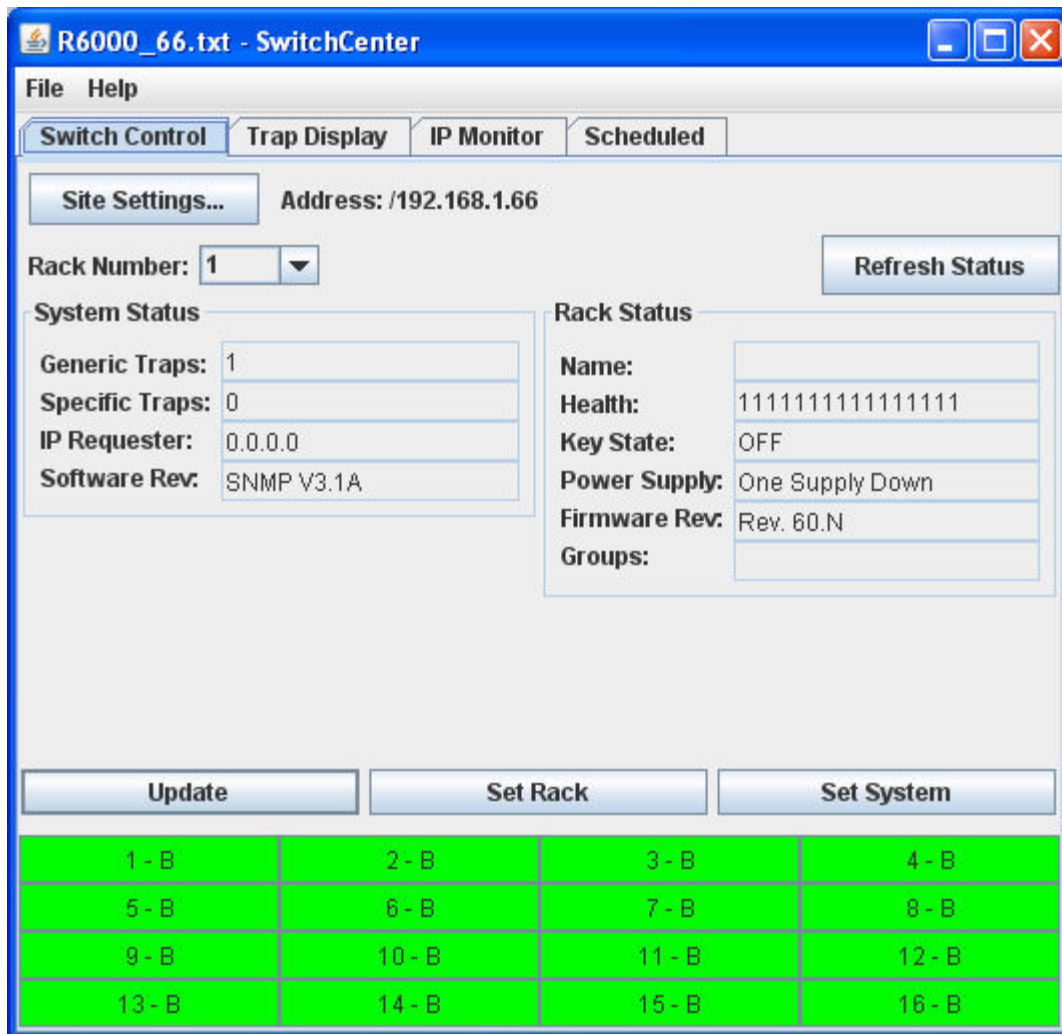 R6000_66.txt - SwitchCenter
File Help
Switch Control Trap Display IP Monitor Scheduled
Site Settings... Address: /192.168.1.66
Rack Number: 1 Refresh Status
System Status
Generic Traps: 1
Specific Traps: 0
IP Requester: 0.0.0.0
Software Rev: SNMP V3.1A
Rack Status
Name:
Health: 1111111111111111
Key State: OFF
Power Supply: One Supply Down
Firmware Rev: Rev. 60.N
Groups:
Update Set Rack Set System
1 - B 2 - B 3 - B 4 - B
5 - B 6 - B 7 - B 8 - B
9 - B 10 - B 11 - B 12 - B
13 - B 14 - B 15 - B 16 - B